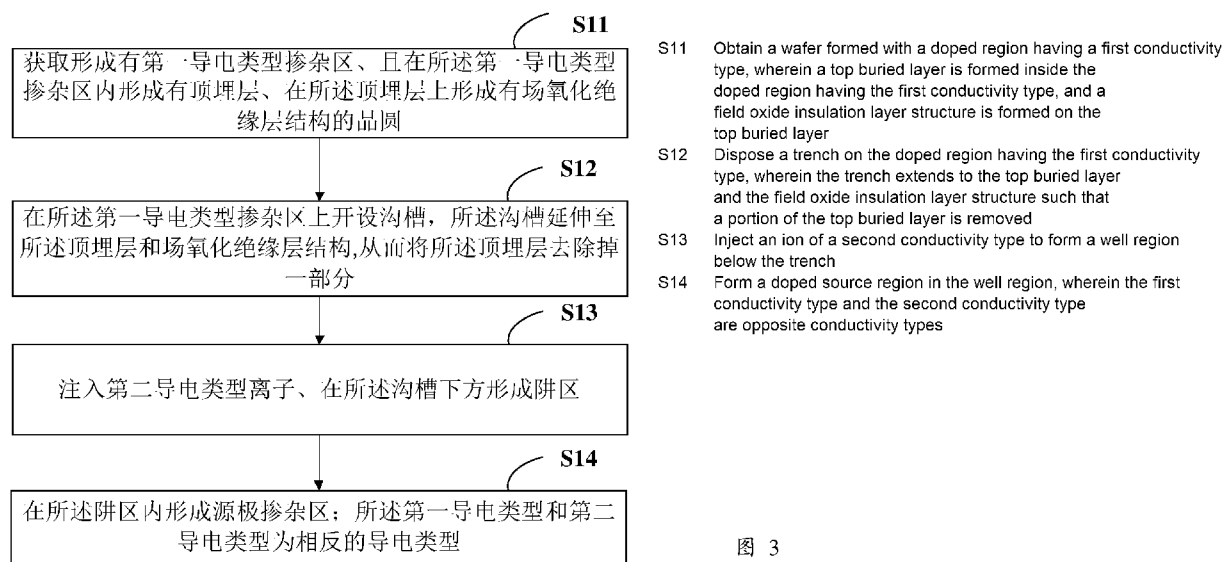 S11
获取形成有第一导电类型掺杂区、且在所述第一导电类型
掺杂区内形成有顶埋层、在所述顶埋层上形成有场氧化绝
缘层结构的晶圆
S12
在所述第一导电类型掺杂区上开设沟槽，所述沟槽延伸至
所述顶埋层和场氧化绝缘层结构,从而将所述顶埋层去除掉
一部分
S13
注入第二导电类型离子、在所述沟槽下方形成阱区
S14
在所述阱区内形成源极掺杂区；所述第一导电类型和第二
导电类型为相反的导电类型
S11 Obtain a wafer formed with a doped region having a first conductivity
type, wherein a top buried layer is formed inside the
doped region having the first conductivity type, and a
field oxide insulation layer structure is formed on the
top buried layer
S12 Dispose a trench on the doped region having the first conductivity
type, wherein the trench extends to the top buried layer
and the field oxide insulation layer structure such that
a portion of the top buried layer is removed
S13 Inject an ion of a second conductivity type to form a well region
below the trench
S14 Form a doped source region in the well region, wherein the first
conductivity type and the second conductivity type
are opposite conductivity types
图 3